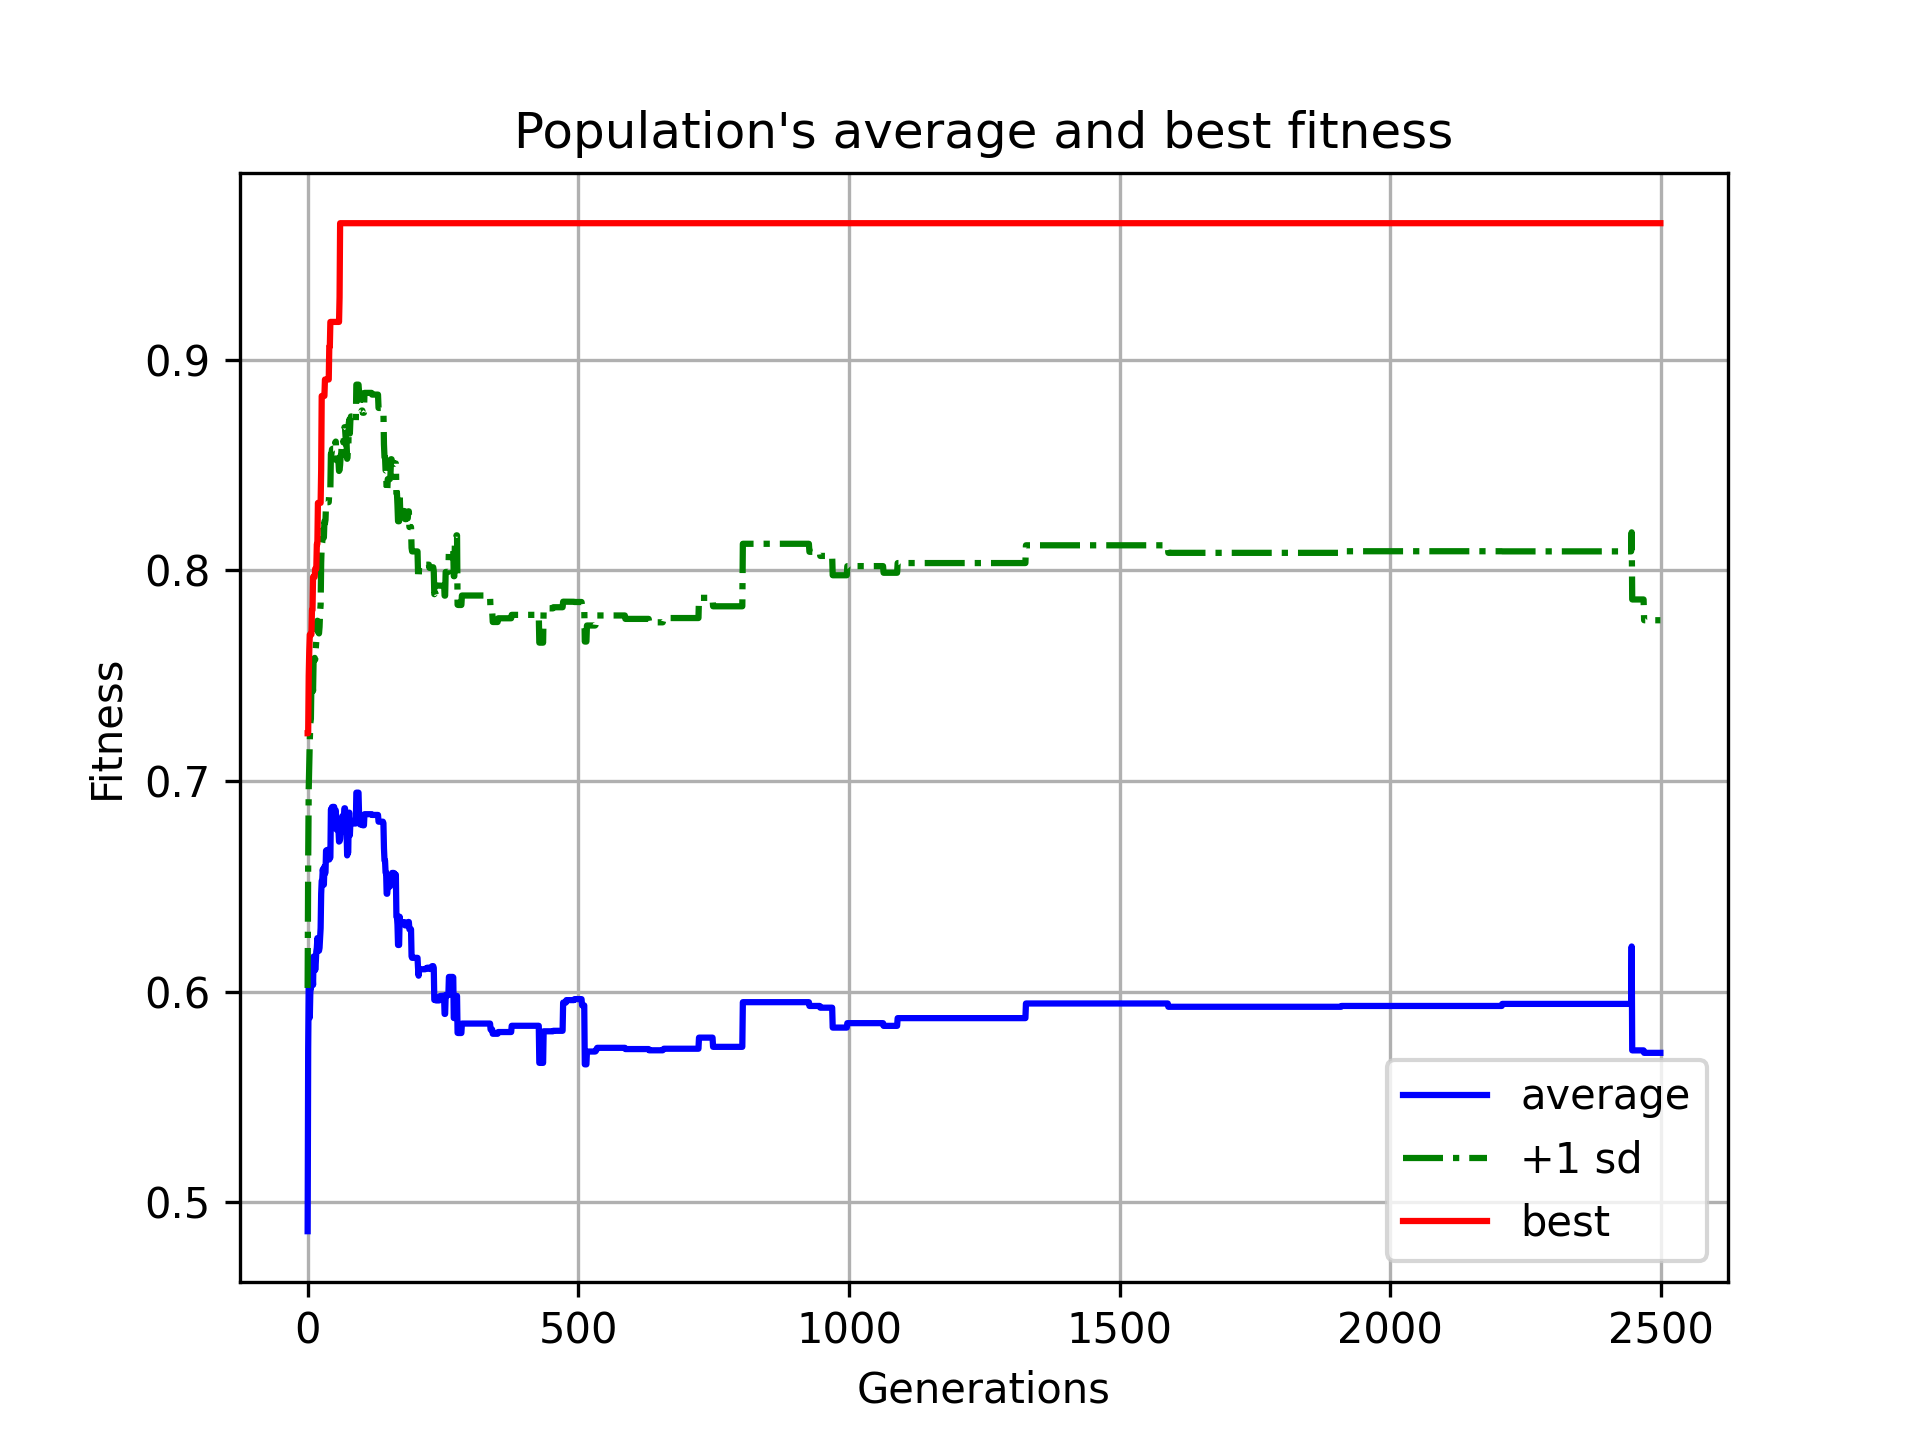 Population's average and best fitness
Fitness
0.9
0.8
0.7
0.6
0.5
0 500 1000 1500 2000 2500
Generations
average
+1 sd
best